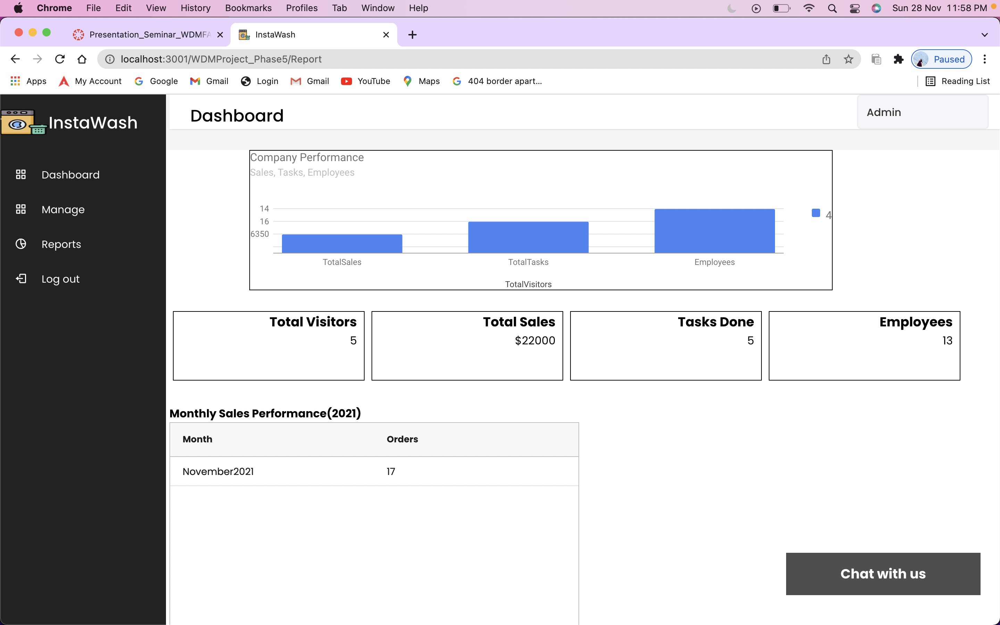 Chrome File Edit View History Bookmarks Profiles Tab Window Help Sun 28 Nov 11:58 PM
Presentation_Seminar_WDMFA InstaWash
localhost:3001/WDMProject_Phase5/Report Paused
Apps My Account Google Gmail Login Gmail YouTube Maps 404 border apart... Reading List
InstaWash
Dashboard
Manage
Reports
Log out
Dashboard
Admin
Company Performance
Sales, Tasks, Employees
14
16
6350
4
TotalSales TotalTasks Employees
TotalVisitors
Total Visitors
5
Total Sales
$22000
Tasks Done
5
Employees
13
Monthly Sales Performance(2021)
Month Orders
November2021 17
Chat with us